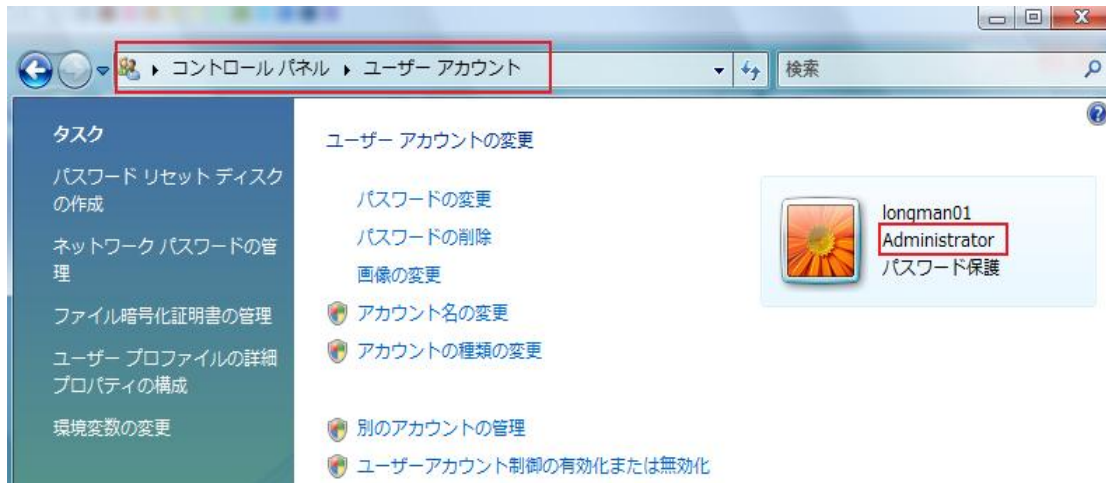 コントロール パネル ▸ ユーザー アカウント
検索
タスク
パスワード リセット ディスク
の作成
ネットワーク パスワードの管
理
ファイル暗号化証明書の管理
ユーザー プロファイルの詳細
プロパティの構成
環境変数の変更
ユーザー アカウントの変更
パスワードの変更
パスワードの削除
画像の変更
アカウント名の変更
アカウントの種類の変更
別のアカウントの管理
ユーザーアカウント制御の有効化または無効化
longman01
Administrator
パスワード保護